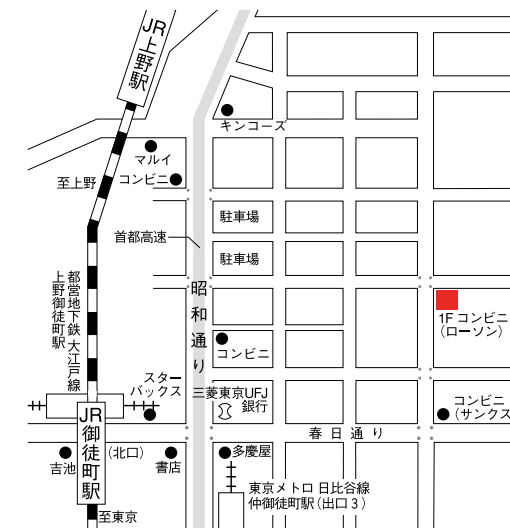 JR上野駅
キンコーズ
マルイ
コンビニ
至上野
駐車場
首都高速
駐車場
都営地下鉄 大江戸線
上野御徒町駅
昭和通り
1F コンビニ
(ローソン)
コンビニ
スター
バックス
三菱東京UFJ
銀行
コンビニ
(サンクス
春日通り
JR御徒町駅
(北口)
吉池
書店
多慶屋
東京メトロ 日比谷線
仲御徒町駅(出口3)
至東京